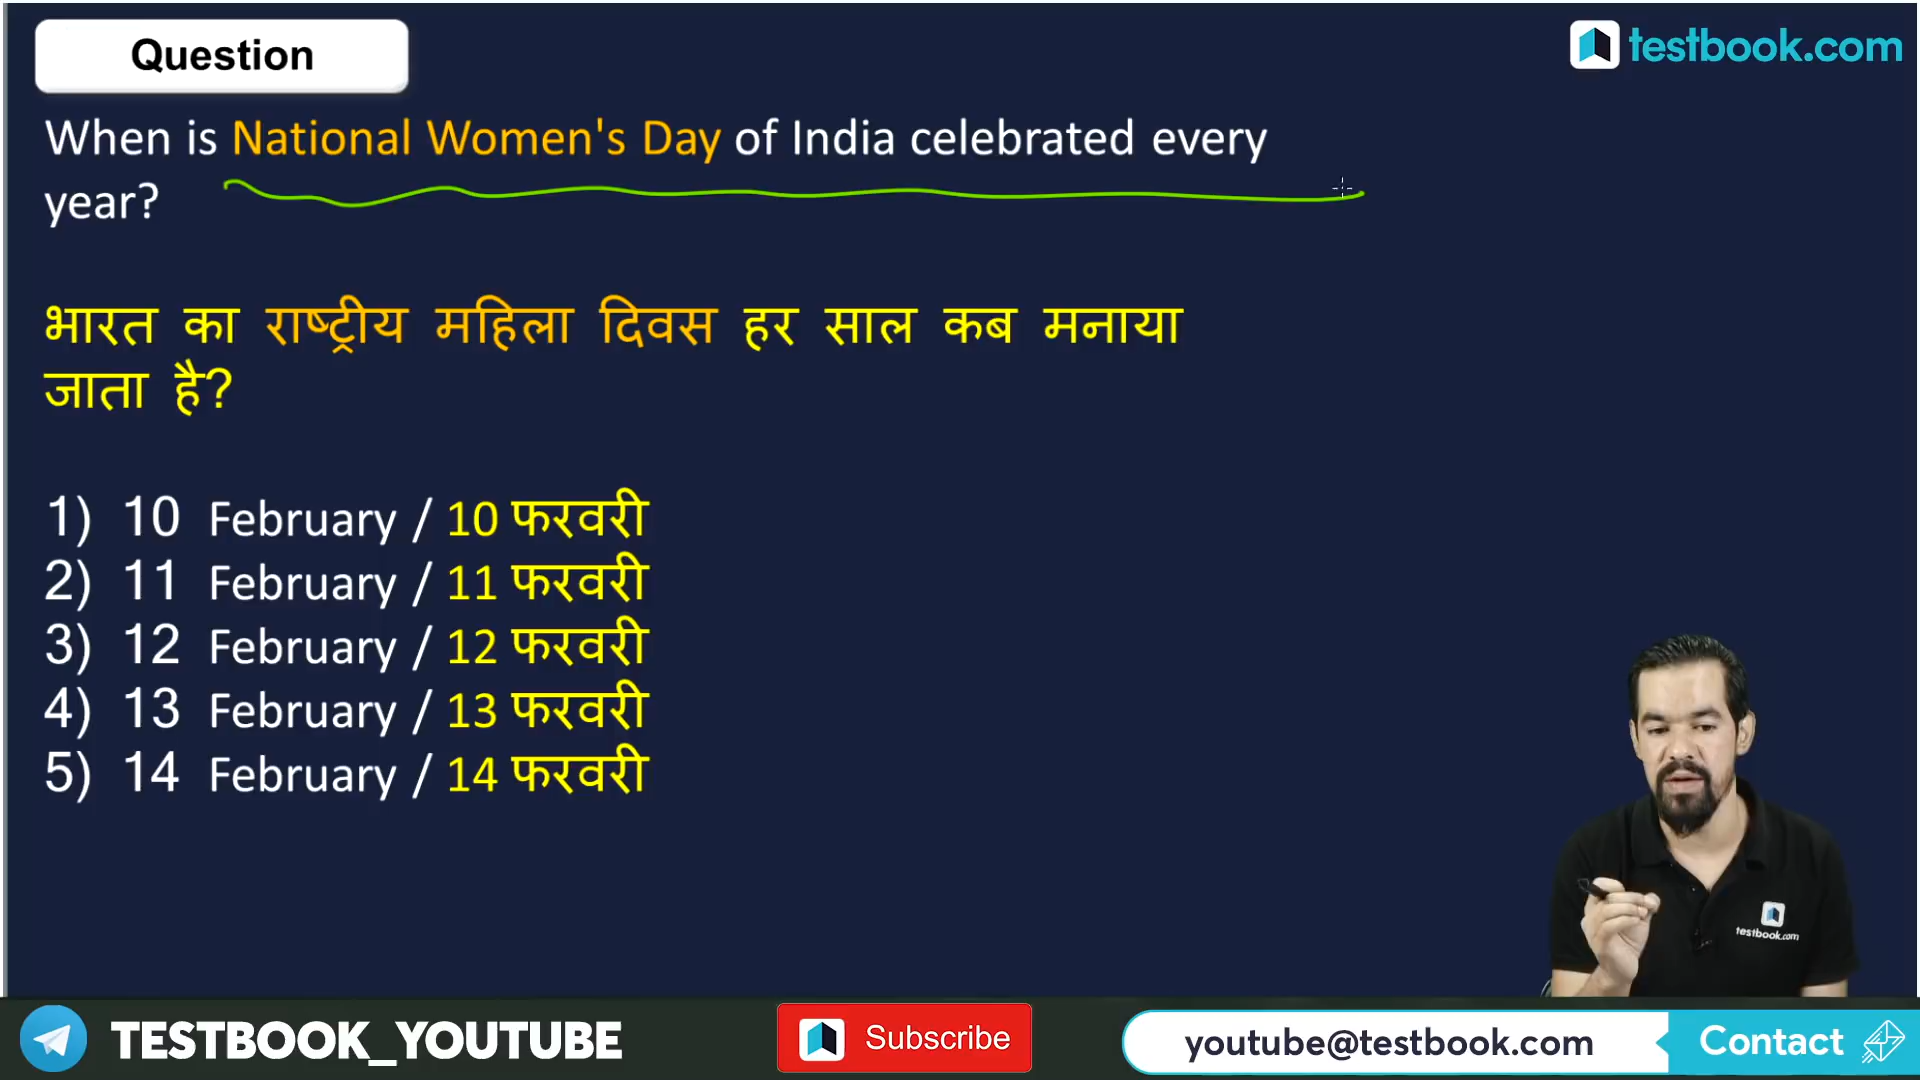 Question
testbook.com
When is National Women's Day of India celebrated every
year?
भारत का राष्ट्रीय महिला दिवस हर साल कब मनाया
जाता है?
1) 10 February / 10 फरवरी
2) 11 February / 11 फरवरी
3) 12 February / 12 फरवरी
4) 13 February / 13 फरवरी
5) 14 February / 14 फरवरी
testbook.com
TESTBOOK_YOUTUBE
Subscribe
youtube@testbook.com
Contact